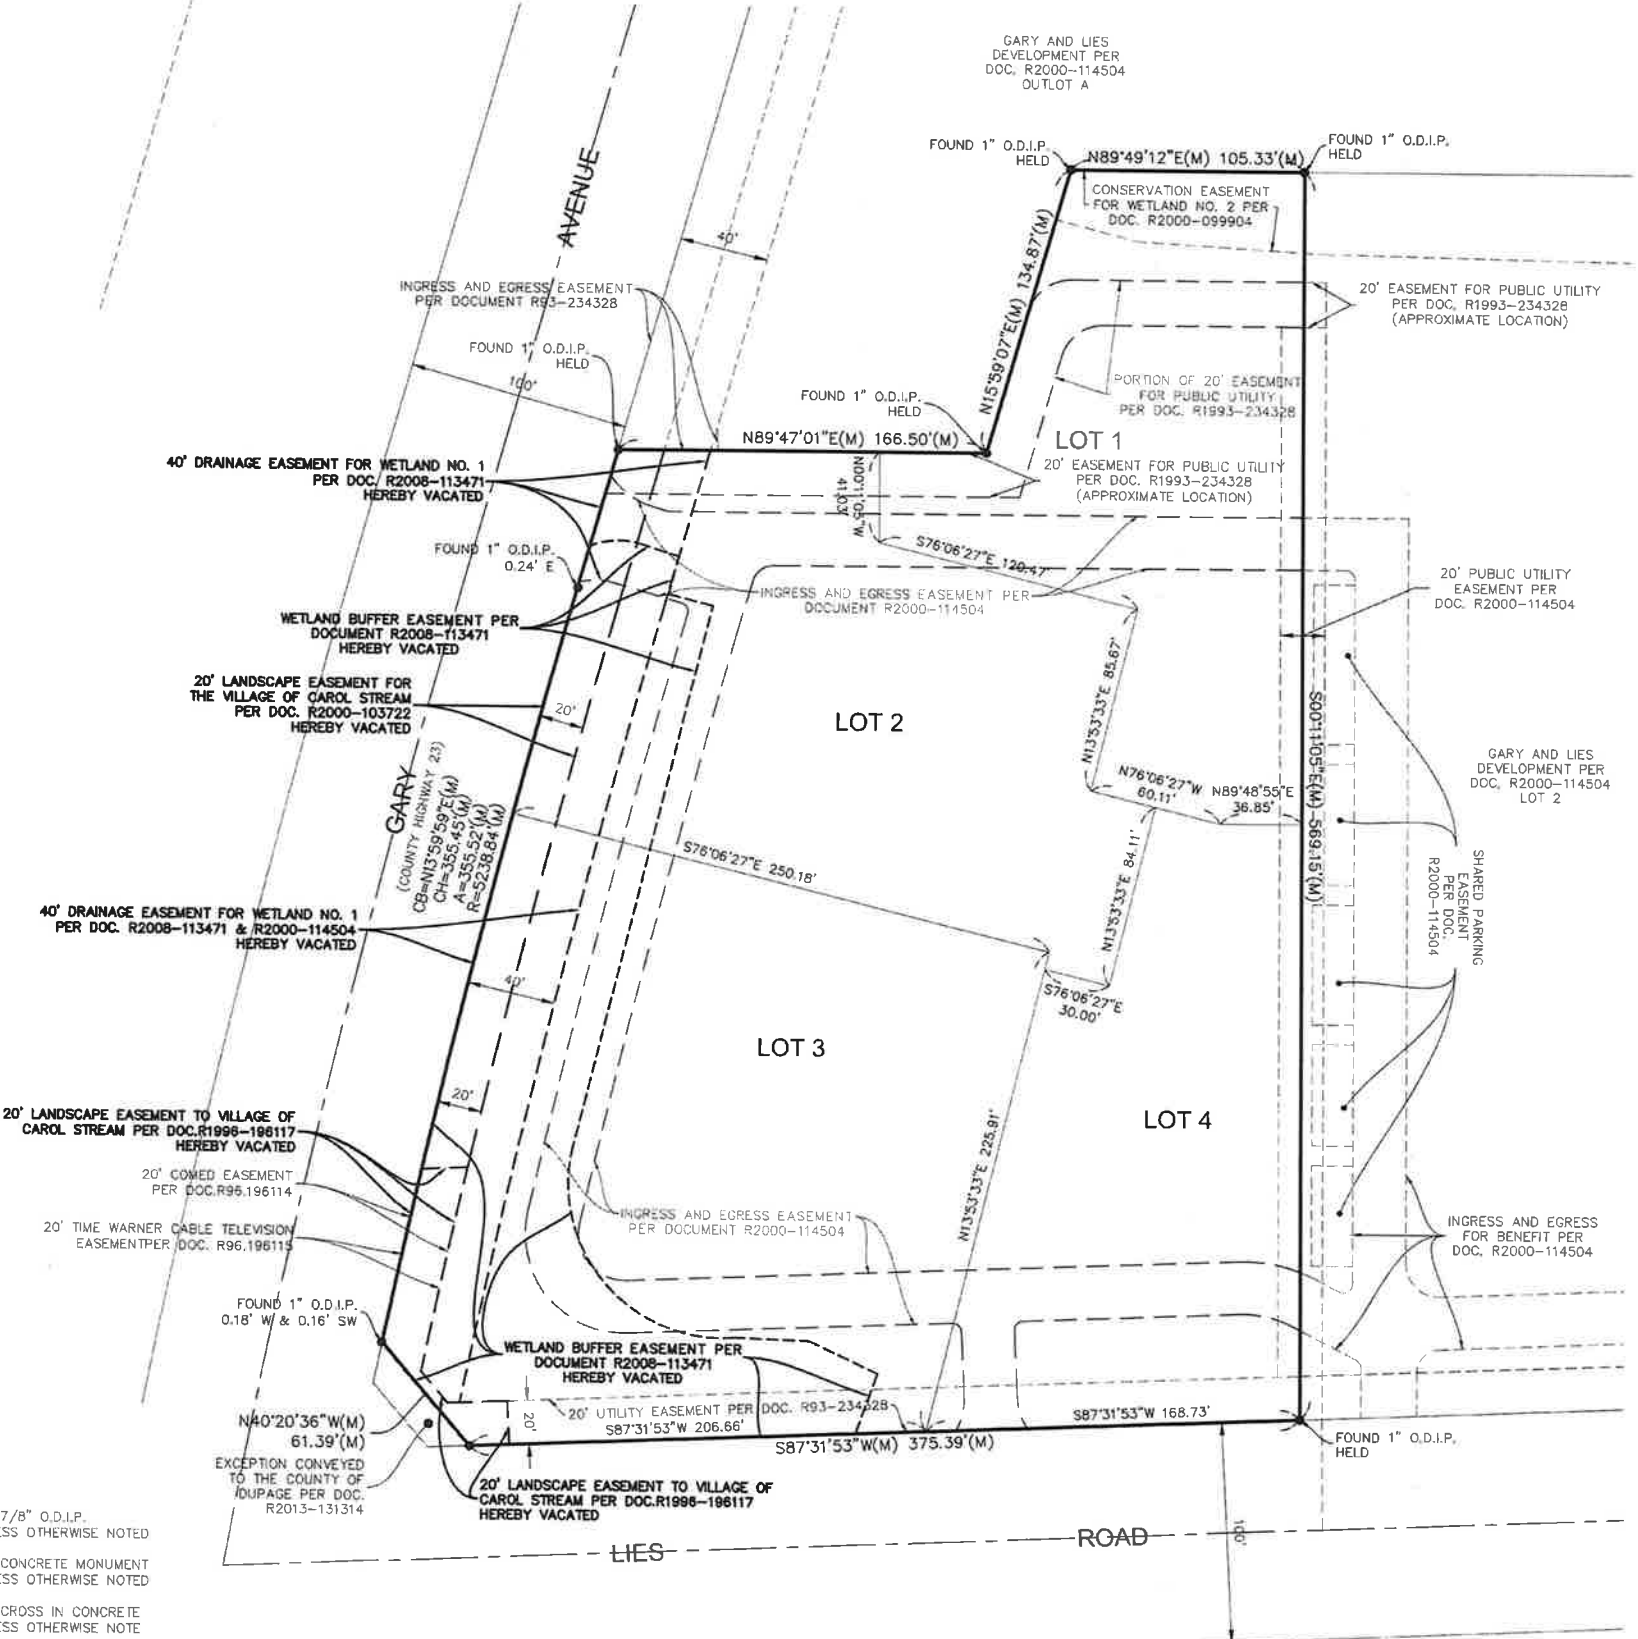 GARY AND LIES
DEVELOPMENT PER
DOC. R2000-114504
OUTLOT A
FOUND 1" O.D.I.P.
HELD
N89°49'12"E(M) 105.33'(M)
FOUND 1" O.D.I.P.
HELD
CONSERVATION EASEMENT
FOR WETLAND NO. 2 PER
DOC. R2000-099904
AVENUE
40'
N15°59'07"E(M) 134.87'(M)
INGRESS AND EGRESS EASEMENT
PER DOCUMENT R93-234328
20' EASEMENT FOR PUBLIC UTILITY
PER DOC. R1993-234328
(APPROXIMATE LOCATION)
FOUND 1" O.D.I.P.
HELD
100'
FOUND 1" O.D.I.P.
HELD
PORTION OF 20' EASEMENT
FOR PUBLIC UTILITY
PER DOC. R1993-234328
N89°47'01"E(M) 166.50'(M)
LOT 1
40' DRAINAGE EASEMENT FOR WETLAND NO. 1
PER DOC. R2008-113471
HEREBY VACATED
N00°11'05"W
41.03'
20' EASEMENT FOR PUBLIC UTILITY
PER DOC. R1993-234328
(APPROXIMATE LOCATION)
FOUND 1" O.D.I.P.
0.24' E
S76°06'27"E 120.47'
INGRESS AND EGRESS EASEMENT PER
DOCUMENT R2000-114504
20' PUBLIC UTILITY
EASEMENT PER
DOC. R2000-114504
WETLAND BUFFER EASEMENT PER
DOCUMENT R2008-113471
HEREBY VACATED
N13°53'33"E 85.67'
20' LANDSCAPE EASEMENT FOR
THE VILLAGE OF CAROL STREAM
PER DOC. R2000-103722
HEREBY VACATED
20'
LOT 2
S00°11'05"E(M) 569.15'(M)
GARY AND LIES
DEVELOPMENT PER
DOC. R2000-114504
LOT 2
GARY
(COUNTY HIGHWAY 23)
CB=N13°59'59"E(M)
CH=355.45'(M)
A=355.52'(M)
R=5238.84'(M)
N76°06'27"W
60.11'
N89°48'55"E
36.85'
S76°06'27"E 250.18'
N13°53'33"E 84.11'
SHARED PARKING
EASEMENT
PER DOC.
R2000-114504
40' DRAINAGE EASEMENT FOR WETLAND NO. 1
PER DOC. R2008-113471 & R2000-114504
HEREBY VACATED
40'
S76°06'27"E
30.00'
LOT 3
20'
LOT 4
20' LANDSCAPE EASEMENT TO VILLAGE OF
CAROL STREAM PER DOC.R1996-196117
HEREBY VACATED
N13°53'33"E 225.91'
20' COMED EASEMENT
PER DOC.R96.196114
20' TIME WARNER CABLE TELEVISION
EASEMENTPER DOC. R96.196115
INGRESS AND EGRESS EASEMENT
PER DOCUMENT R2000-114504
INGRESS AND EGRESS
FOR BENEFIT PER
DOC. R2000-114504
FOUND 1" O.D.I.P.
0.18' W & 0.16' SW
WETLAND BUFFER EASEMENT PER
DOCUMENT R2008-113471
HEREBY VACATED
N40°20'36"W(M)
61.39'(M)
20'
20' UTILITY EASEMENT PER DOC. R93-234328
S87°31'53"W 206.66'
S87°31'53"W 168.73'
S87°31'53"W(M) 375.39'(M)
FOUND 1" O.D.I.P.
HELD
EXCEPTION CONVEYED
TO THE COUNTY OF
DUPAGE PER DOC.
R2013-131314
20' LANDSCAPE EASEMENT TO VILLAGE OF
CAROL STREAM PER DOC.R1996-196117
HEREBY VACATED
100'
LIES
ROAD
7/8" O.D.I.P.
ESS OTHERWISE NOTED
CONCRETE MONUMENT
ESS OTHERWISE NOTED
CROSS IN CONCRETE
ESS OTHERWISE NOTE